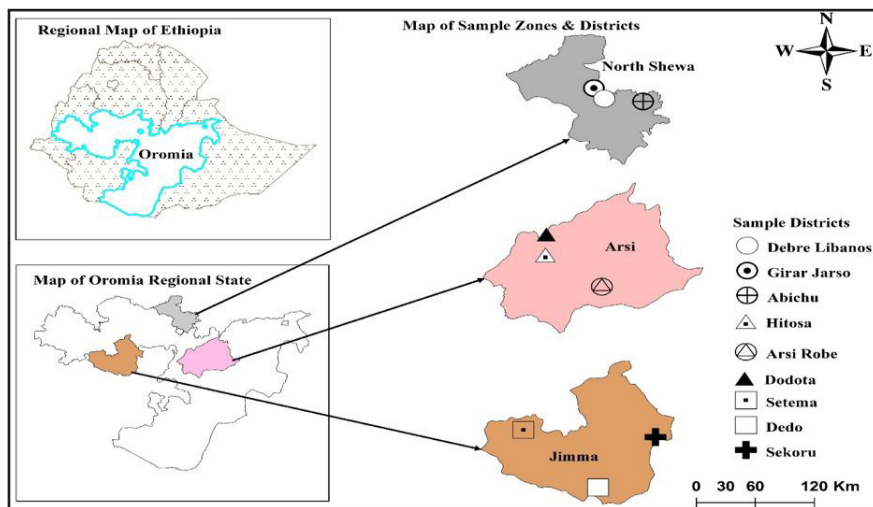 Regional Map of Ethiopia
Oromia
Map of Oromia Regional State
Map of Sample Zones & Districts
North Shewa
Arsi
Jimma
N
W E
S
Sample Districts
Debre Libanos
Girar Jarso
Abichu
Hitosa
Arsi Robe
Dodota
Setema
Dedo
Sekoru
0 30 60 120 Km